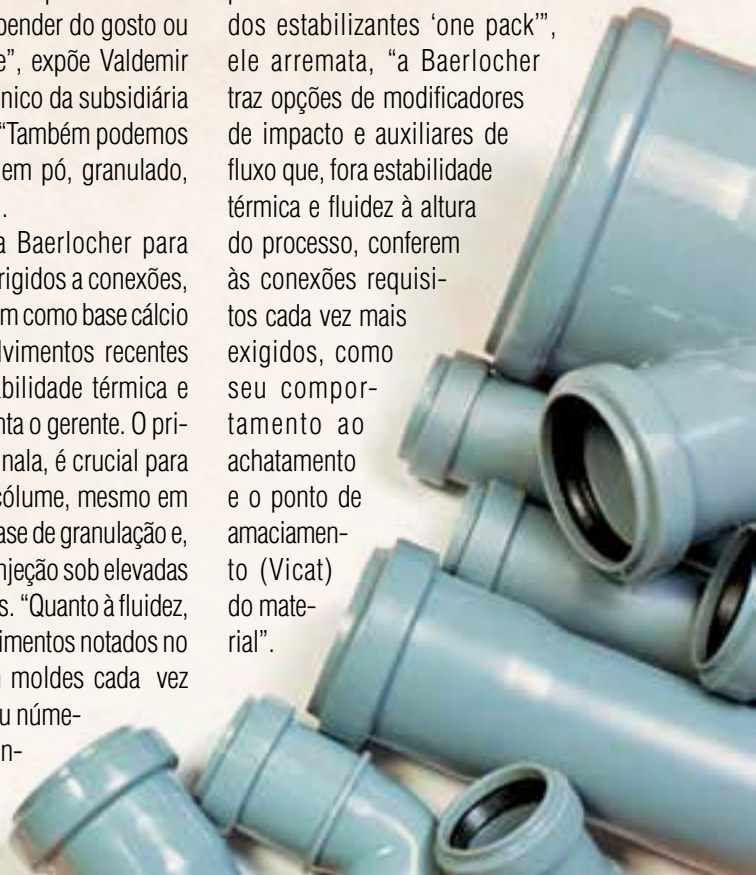 pender do gosto ou
e”, expõe Valdemir
nico da subsidiária
“Também podemos
em pó, granulado,
.
a Baerlocher para
rigidos a conexões,
m como base cálcio
lvimentos recentes
bilidade térmica e
nta o gerente. O pri-
nala, é crucial para
cólume, mesmo em
ase de granulação e,
njeção sob elevadas
s. “Quanto à fluidez,
imentos notados no
moldes cada vez
u núme-
n-
dos estabilizantes ‘one pack’”,
ele arremata, “a Baerlocher
traz opções de modificadores
de impacto e auxiliares de
fluxo que, fora estabilidade
térmica e fluidez à altura
do processo, conferem
às conexões requisi-
tos cada vez mais
exigidos, como
seu compor-
tamento ao
achatamento
e o ponto de
amaciamen-
to (Vicat)
do mate-
rial”.